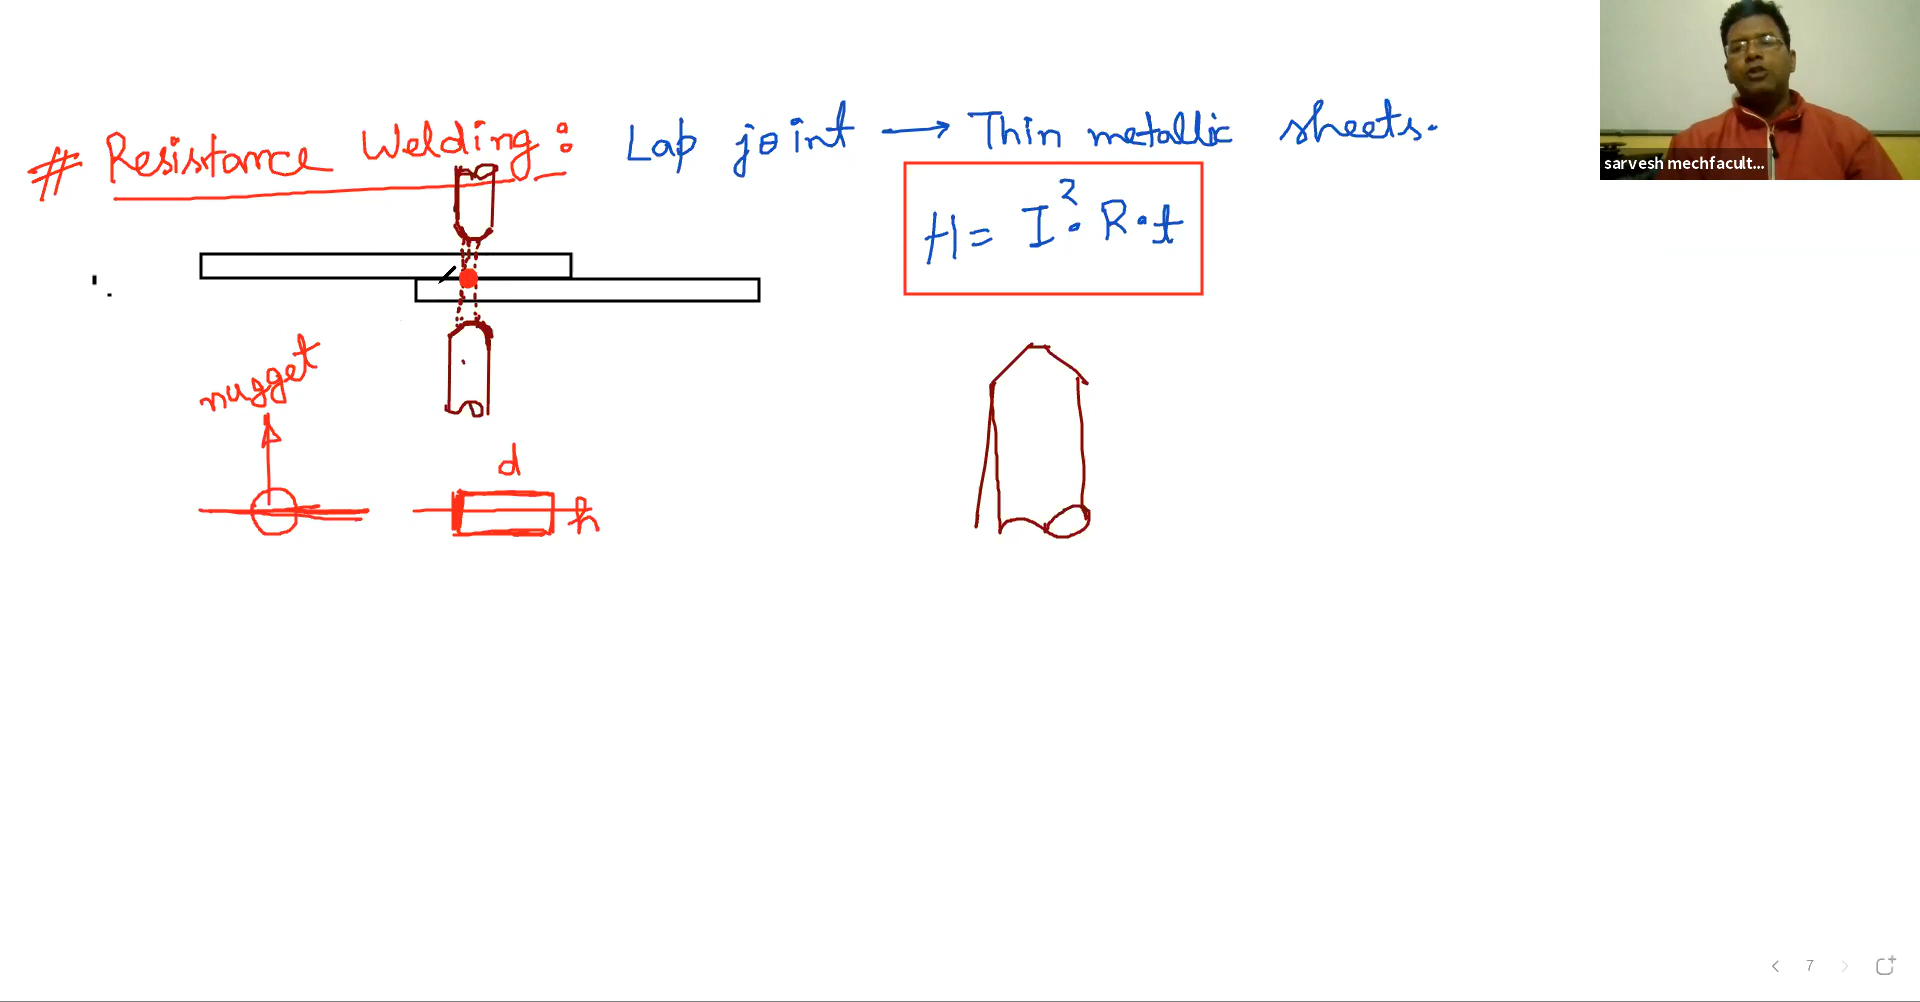 # Resistance Welding: Lap joint → Thin metallic sheets.
H = I². R. t
nugget
d
h
sarvesh mechfacult...
7